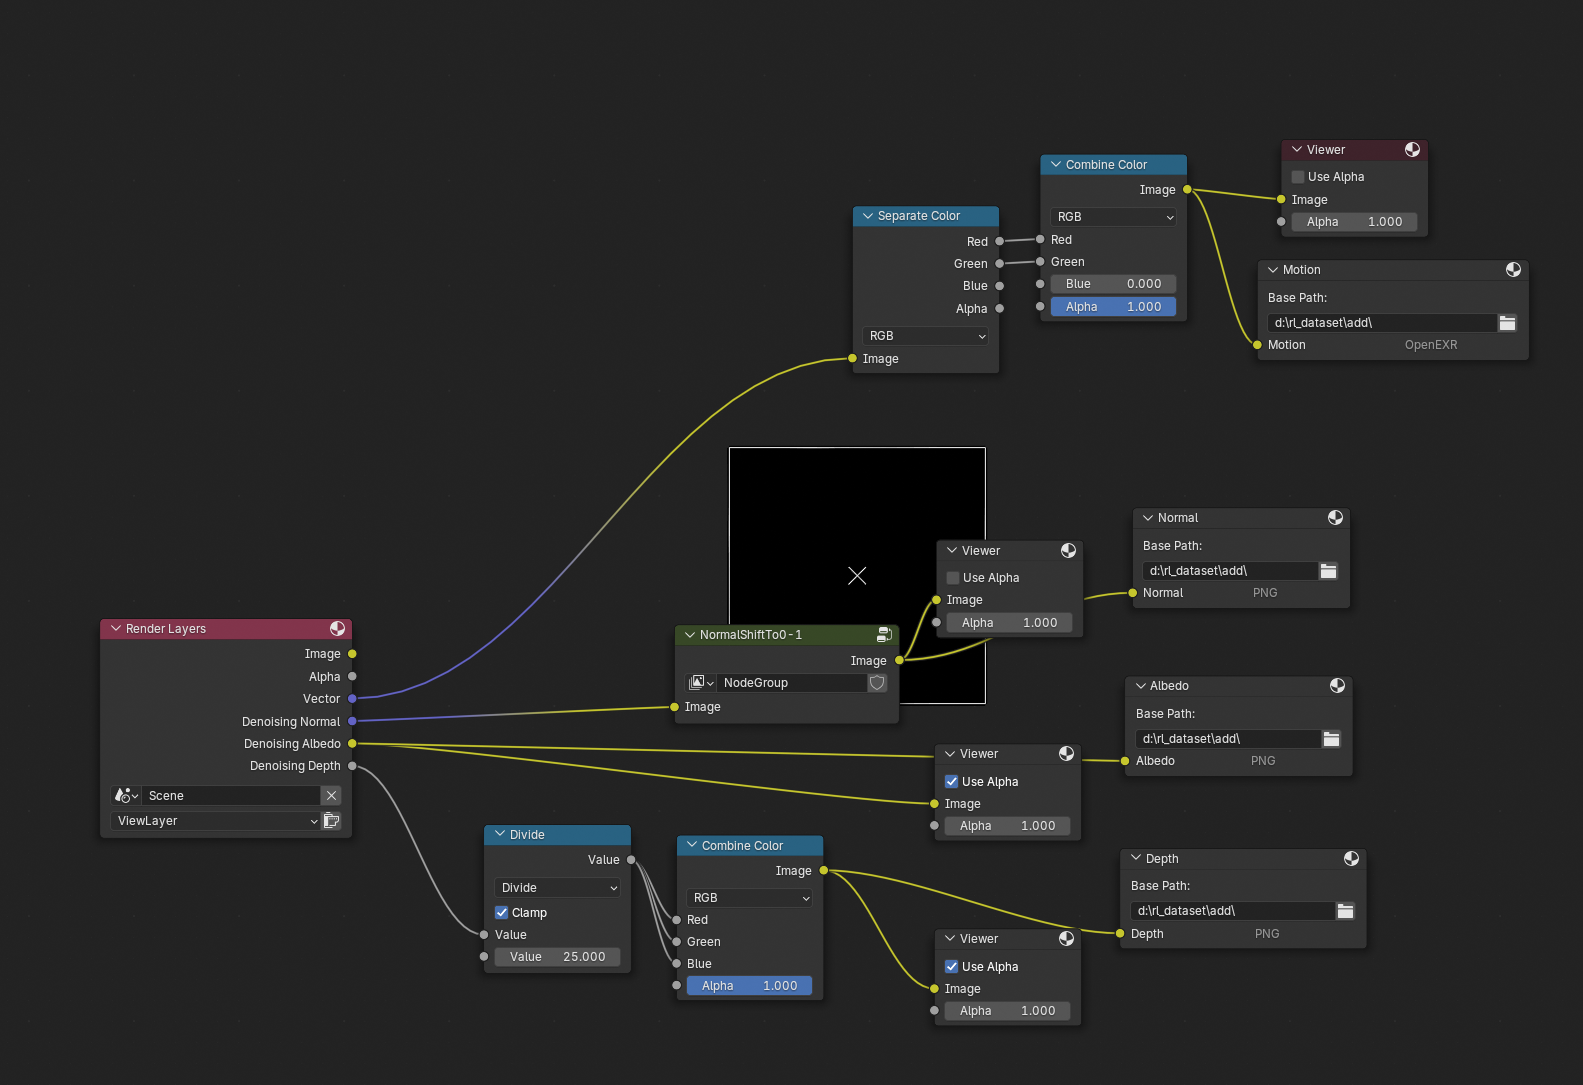 Viewer
Use Alpha
Image
Alpha 1.000
Combine Color
Image
RGB
Red
Green
Blue 0.000
Alpha 1.000
Separate Color
Red
Green
Blue
Alpha
RGB
Image
Motion
Base Path:
d:\rl_dataset\add\
Motion OpenEXR
Normal
Base Path:
d:\rl_dataset\add\
Normal PNG
Viewer
Use Alpha
Image
Alpha 1.000
Render Layers
Image
Alpha
Vector
Denoising Normal
Denoising Albedo
Denoising Depth
Scene
ViewLayer
NormalShiftTo0-1
Image
NodeGroup
Image
Albedo
Base Path:
d:\rl_dataset\add\
Albedo PNG
Viewer
Use Alpha
Image
Alpha 1.000
Divide
Value
Divide
Clamp
Value
Value 25.000
Combine Color
Image
RGB
Red
Green
Blue
Alpha 1.000
Depth
Base Path:
d:\rl_dataset\add\
Depth PNG
Viewer
Use Alpha
Image
Alpha 1.000